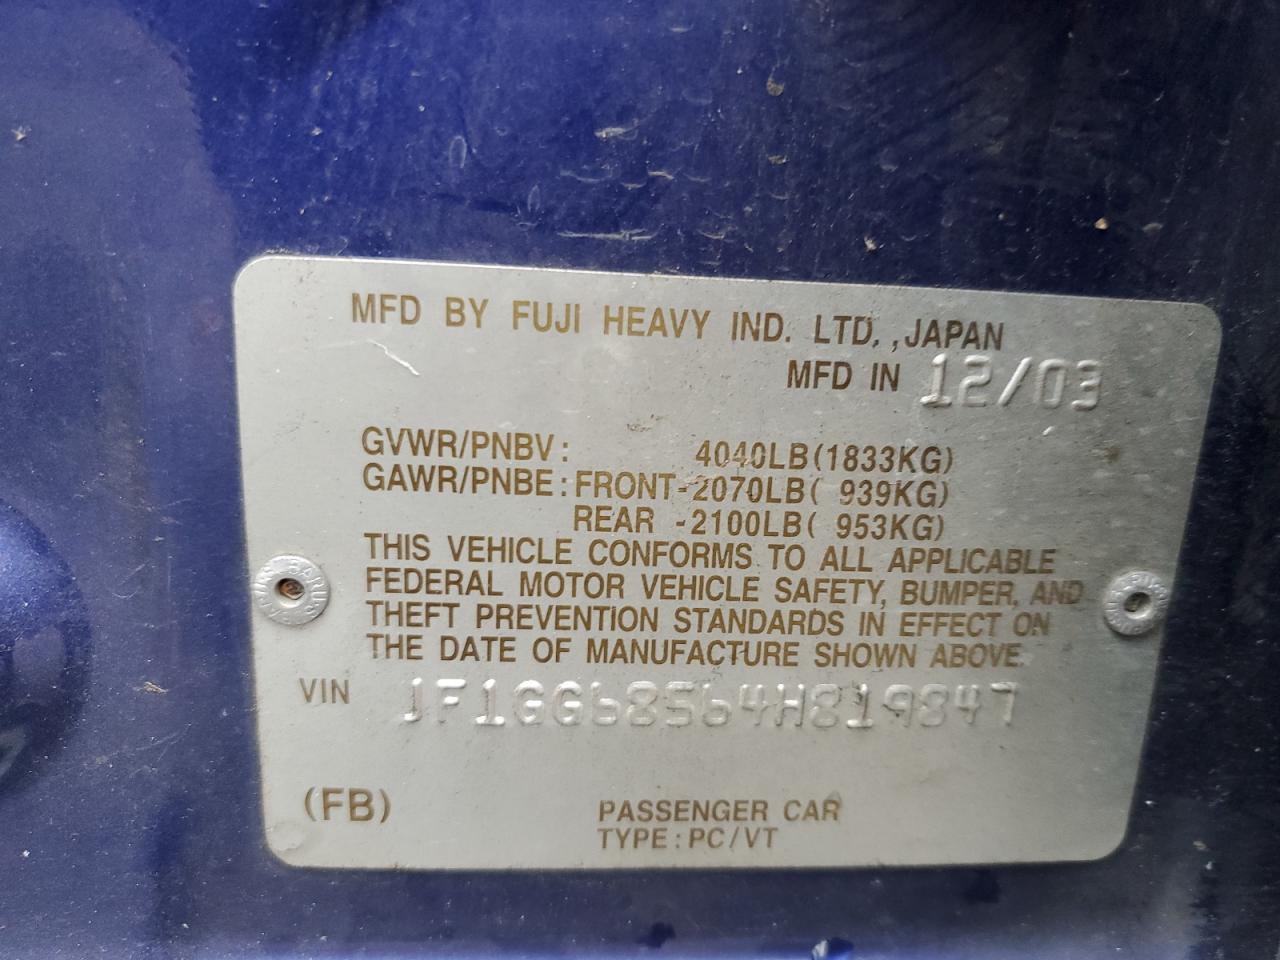 MFD BY FUJI HEAVY IND. LTD.,JAPAN
MFD IN 12/03
GVWR/PNBV: 4040LB(1833KG)
GAWR/PNBE:FRONT-2070LB( 939KG)
REAR -2100LB( 953KG)
THIS VEHICLE CONFORMS TO ALL APPLICABLE
FEDERAL MOTOR VEHICLE SAFETY, BUMPER, AND
THEFT PREVENTION STANDARDS IN EFFECT ON
THE DATE OF MANUFACTURE SHOWN ABOVE.
VIN JF1GG68564H819847
(FB) PASSENGER CAR
TYPE:PC/VT